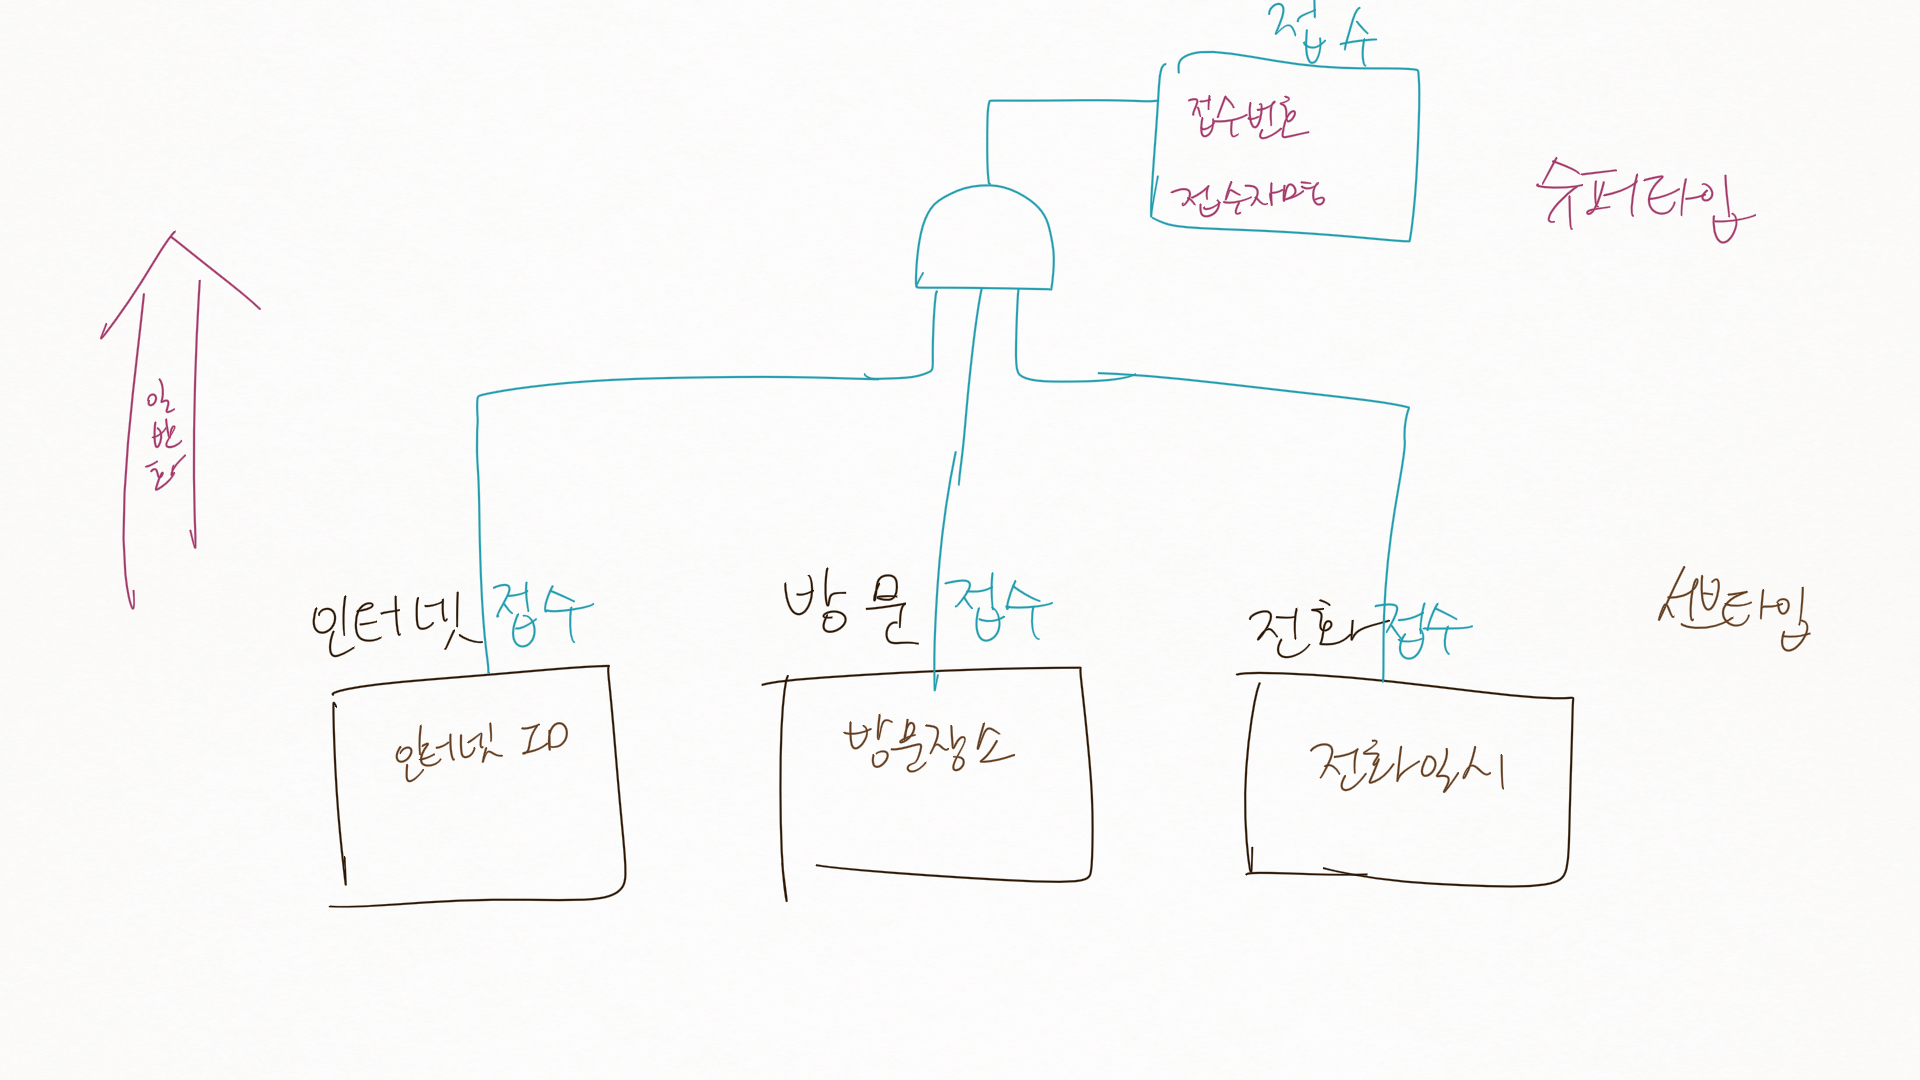 접수
접수번호
접수자명
슈퍼타입
일
반
화
인터넷 접수
방문 접수
전화 접수
서브타입
인터넷 ID
방문장소
전화일시